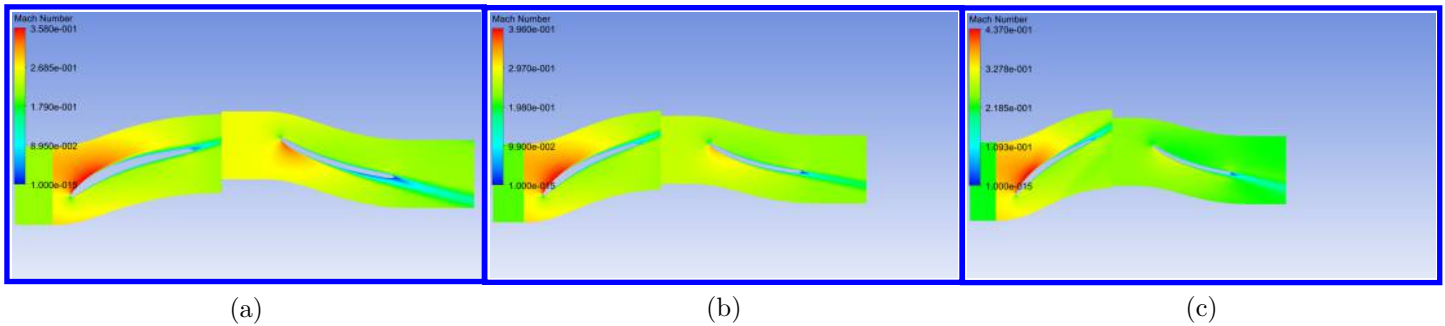 Mach Number
3.580e-001
2.685e-001
1.790e-001
8.950e-002
1.000e-015
(a)
Mach Number
3.960e-001
2.970e-001
1.980e-001
9.900e-002
1.000e-015
(b)
Mach Number
4.370e-001
3.278e-001
2.185e-001
1.093e-001
1.000e-015
(c)